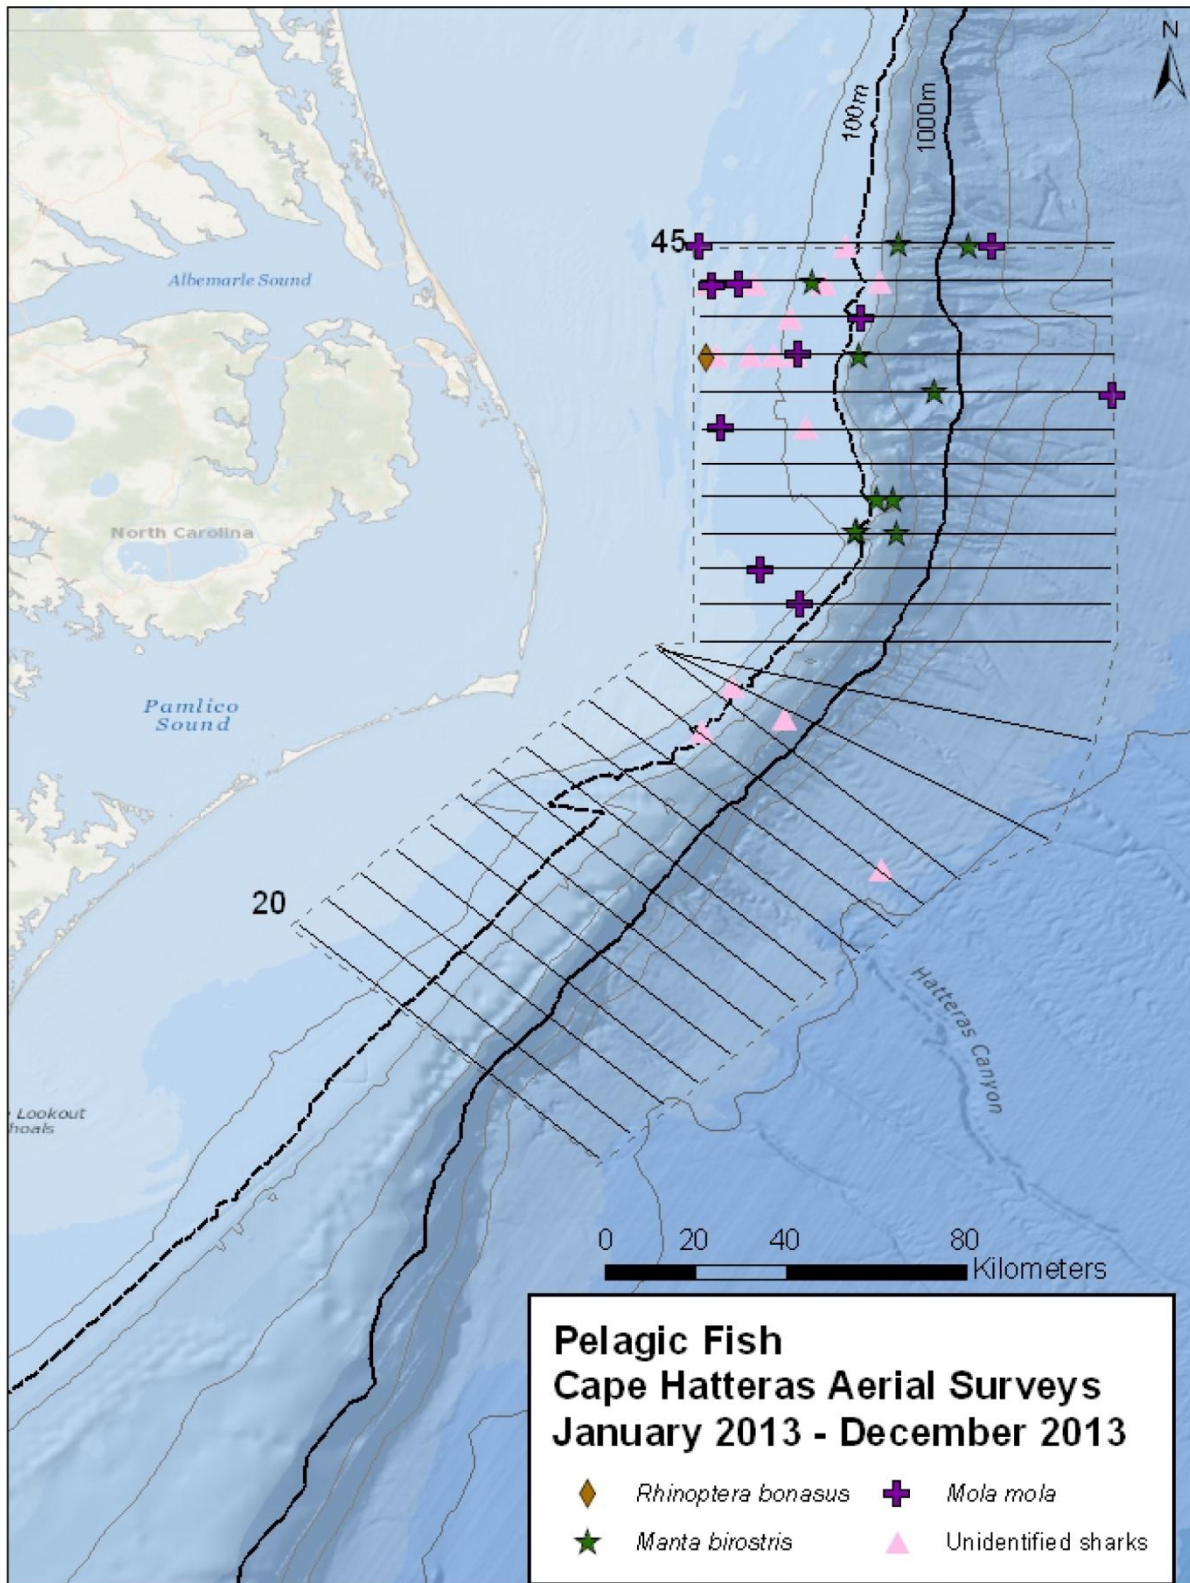 N
100m
1000m
45
Albemarle Sound
North Carolina
Pamlico
Sound
20
Hatteras Canyon
Lookout
hoals
0 20 40 80
Kilometers
Pelagic Fish
Cape Hatteras Aerial Surveys
January 2013 - December 2013
Rhinoptera bonasus
Mola mola
Manta birostris
Unidentified sharks